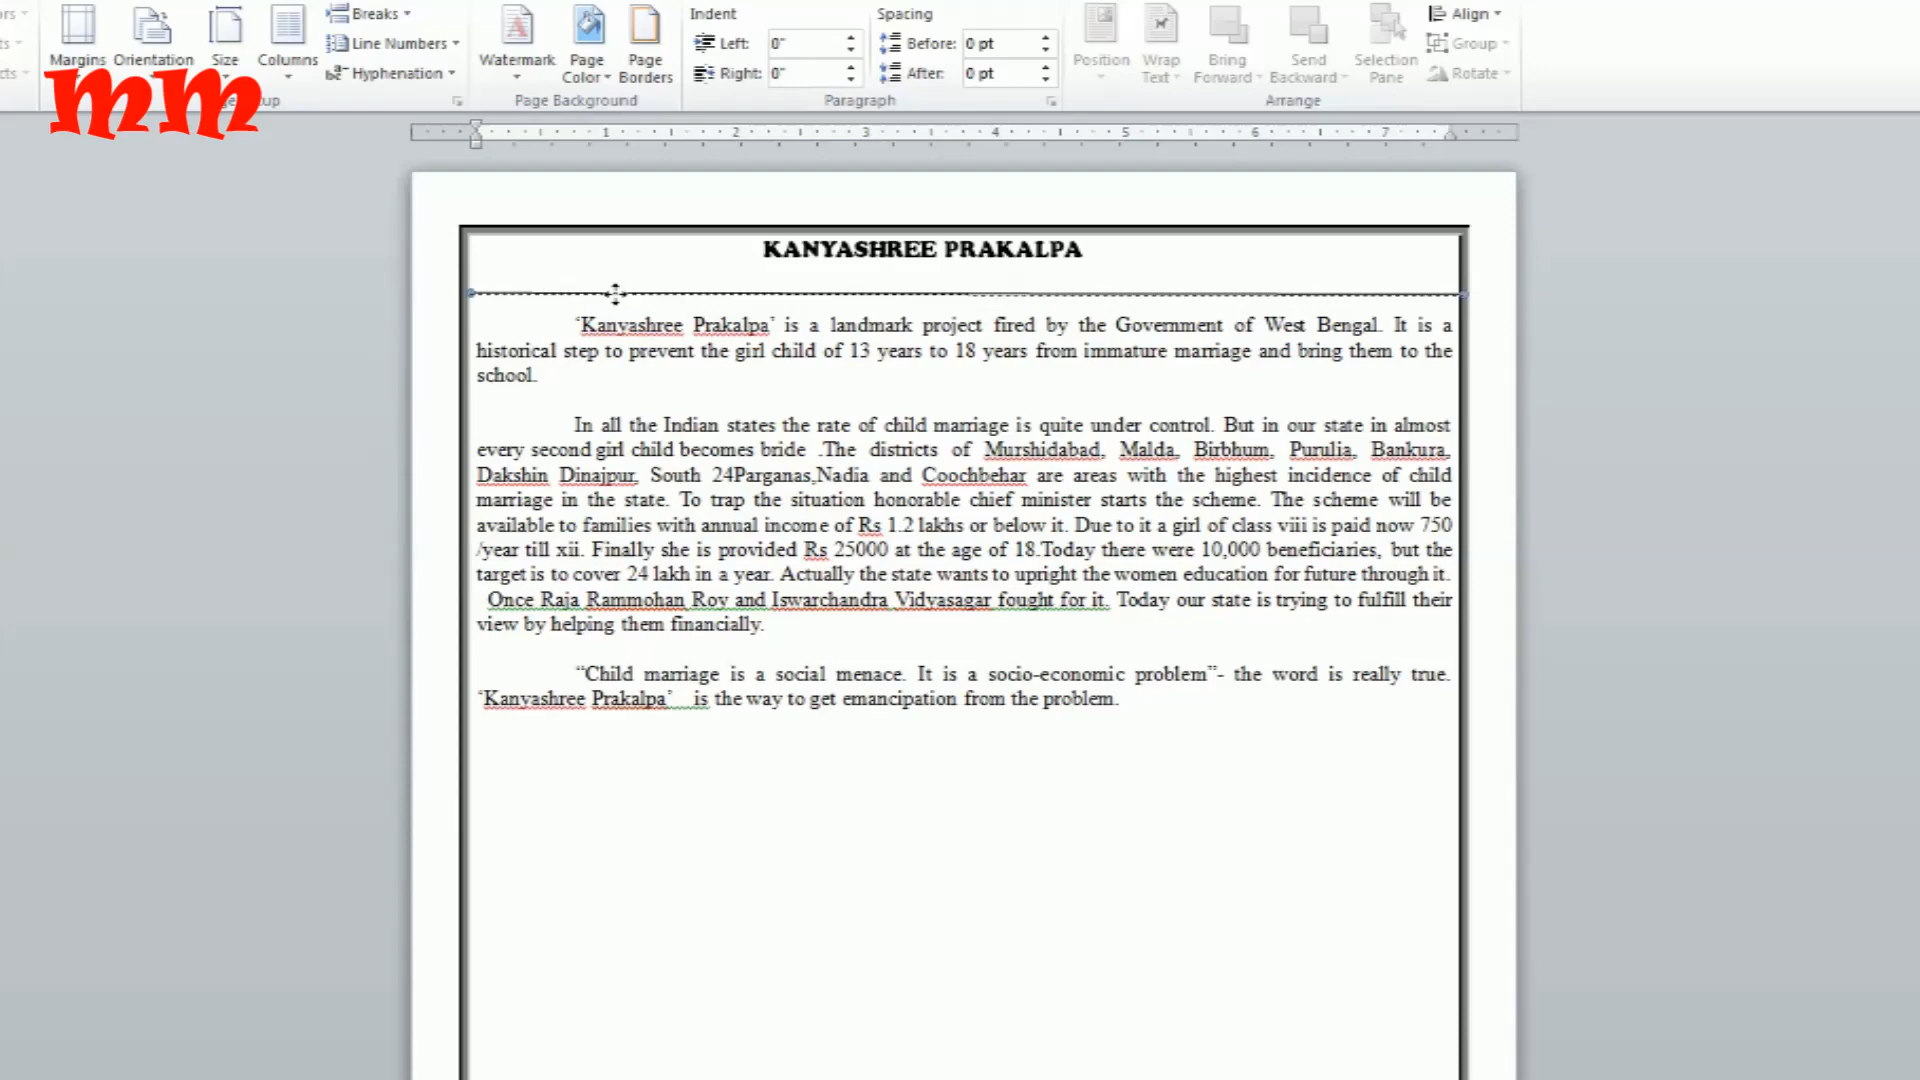 Breaks
Line Numbers
Hyphenation
Margins Orientation Size Columns
Watermark Page Color Page Borders
Page Background
Indent
Left: 0"
Right: 0"
Spacing
Before: 0 pt
After: 0 pt
Paragraph
Position Wrap Text Bring Forward Send Backward Selection Pane
Align
Group
Rotate
Arrange
mm
1 2 3 4 5 6 7
KANYASHREE PRAKALPA
‘Kanyashree Prakalpa’ is a landmark project fired by the Government of West Bengal. It is a
historical step to prevent the girl child of 13 years to 18 years from immature marriage and bring them to the
school.
In all the Indian states the rate of child marriage is quite under control. But in our state in almost
every second girl child becomes bride .The districts of Murshidabad, Malda, Birbhum, Purulia, Bankura,
Dakshin Dinajpur, South 24Parganas,Nadia and Coochbehar are areas with the highest incidence of child
marriage in the state. To trap the situation honorable chief minister starts the scheme. The scheme will be
available to families with annual income of Rs 1.2 lakhs or below it. Due to it a girl of class viii is paid now 750
/year till xii. Finally she is provided Rs 25000 at the age of 18.Today there were 10,000 beneficiaries, but the
target is to cover 24 lakh in a year. Actually the state wants to upright the women education for future through it.
Once Raja Rammohan Roy and Iswarchandra Vidyasagar fought for it. Today our state is trying to fulfill their
view by helping them financially.
“Child marriage is a social menace. It is a socio-economic problem”- the word is really true.
‘Kanyashree Prakalpa’ is the way to get emancipation from the problem.